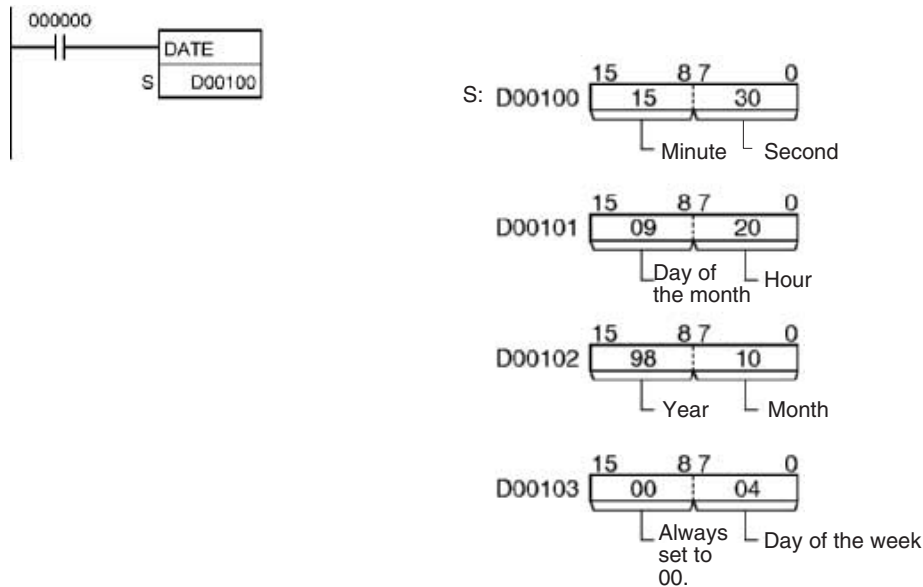 000000
DATE
S D00100
15 8 7 0
S: D00100 15 30
Minute Second
15 8 7 0
D00101 09 20
Day of
the month Hour
15 8 7 0
D00102 98 10
Year Month
15 8 7 0
D00103 00 04
Always
set to
00.
Day of the week